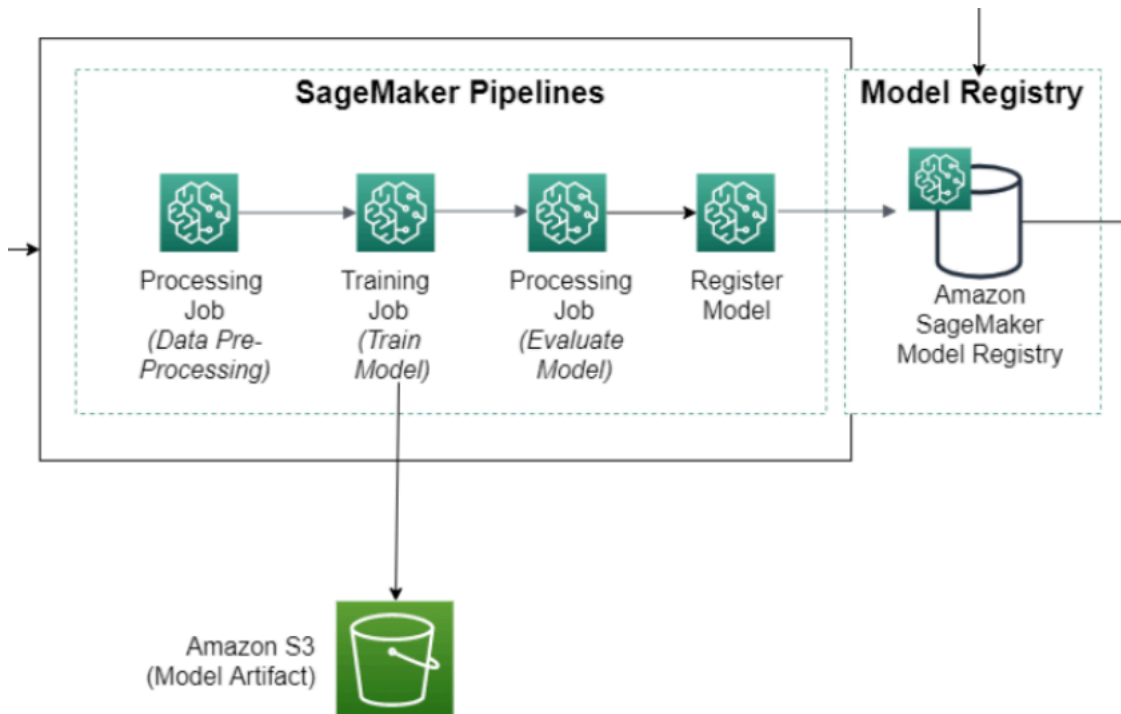 SageMaker Pipelines
Model Registry
Processing
Job
(Data Pre-
Processing)
Training
Job
(Train
Model)
Processing
Job
(Evaluate
Model)
Register
Model
Amazon
SageMaker
Model Registry
Amazon S3
(Model Artifact)